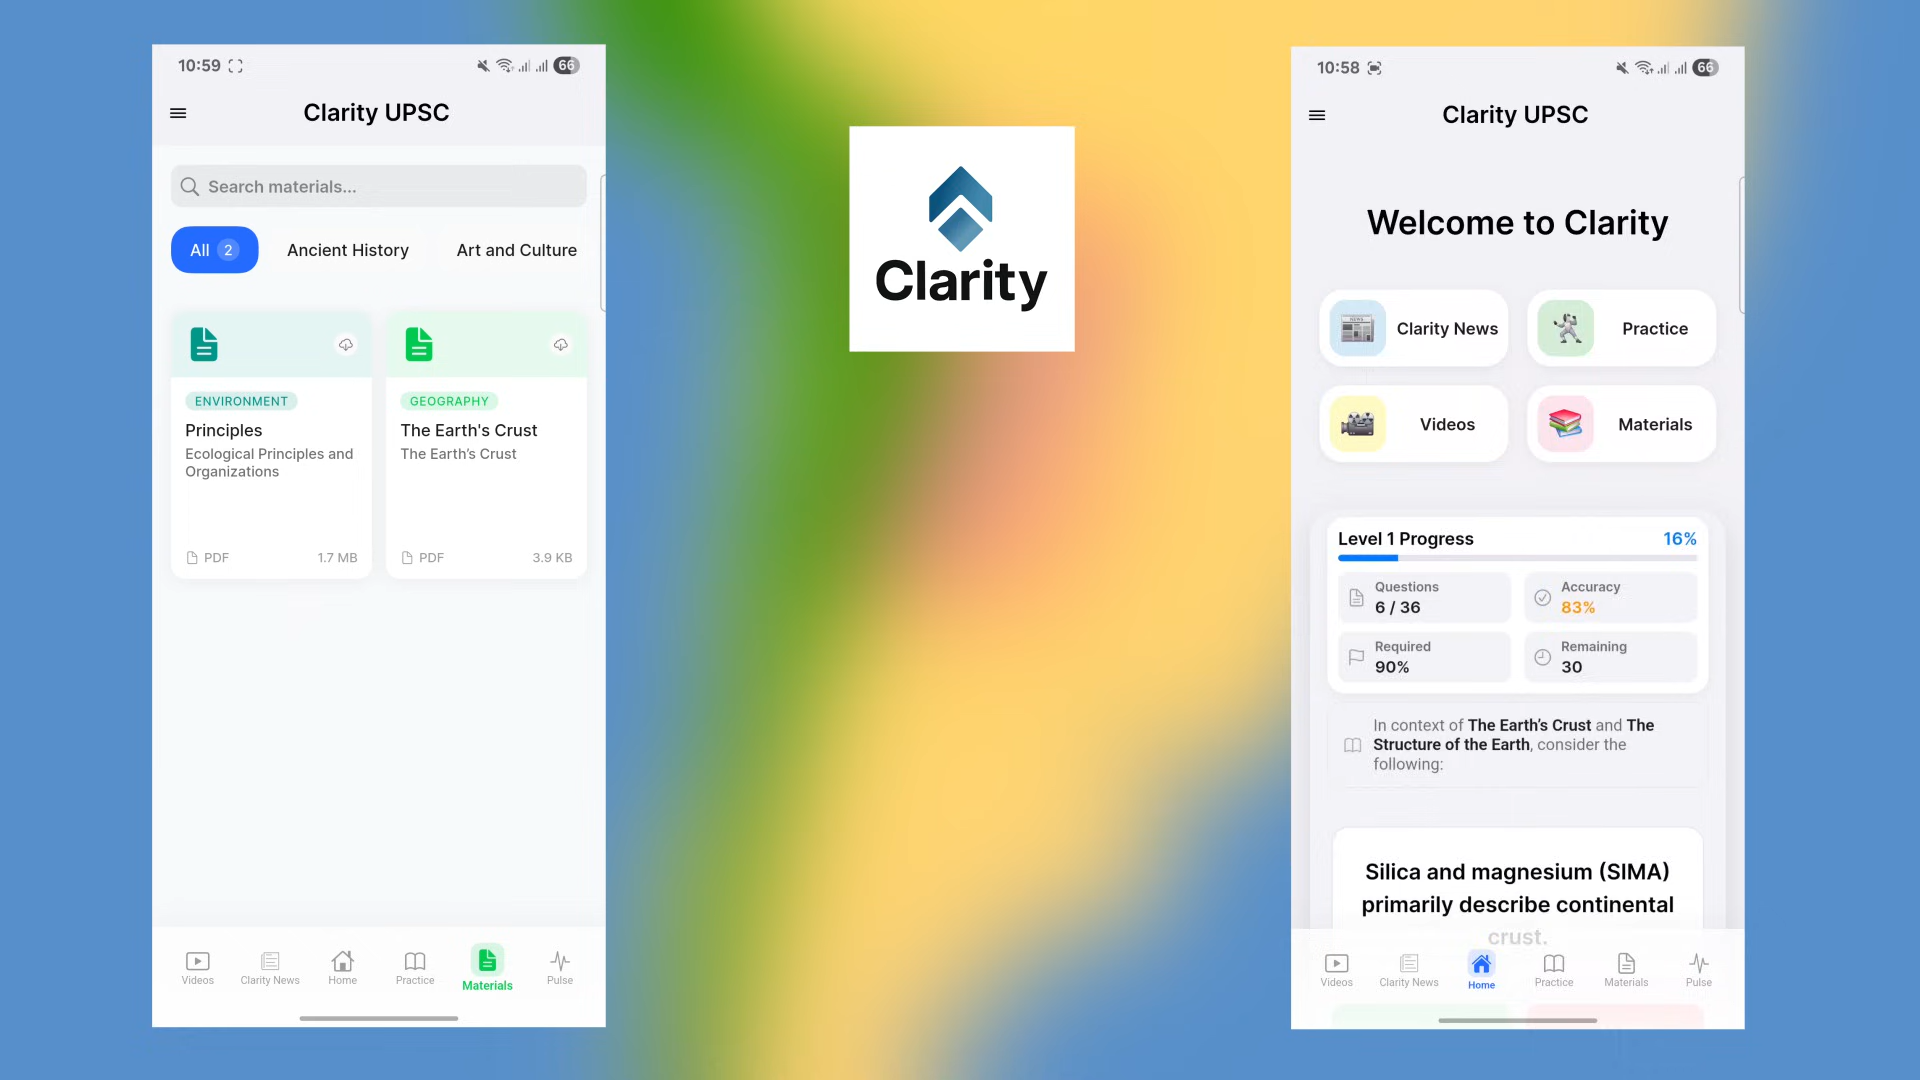 10:59
66
Clarity UPSC
Search materials...
All 2
Ancient History
Art and Culture
ENVIRONMENT
Principles
Ecological Principles and
Organizations
PDF
1.7 MB
GEOGRAPHY
The Earth's Crust
The Earth’s Crust
PDF
3.9 KB
Videos
Clarity News
Home
Practice
Materials
Pulse
Clarity
10:58
66
Clarity UPSC
Welcome to Clarity
NEWS
Clarity News
Practice
Videos
Materials
Level 1 Progress
16%
Questions
6 / 36
Accuracy
83%
Required
90%
Remaining
30
In context of The Earth’s Crust and The
Structure of the Earth, consider the
following:
Silica and magnesium (SIMA)
primarily describe continental
crust.
Videos
Clarity News
Home
Practice
Materials
Pulse